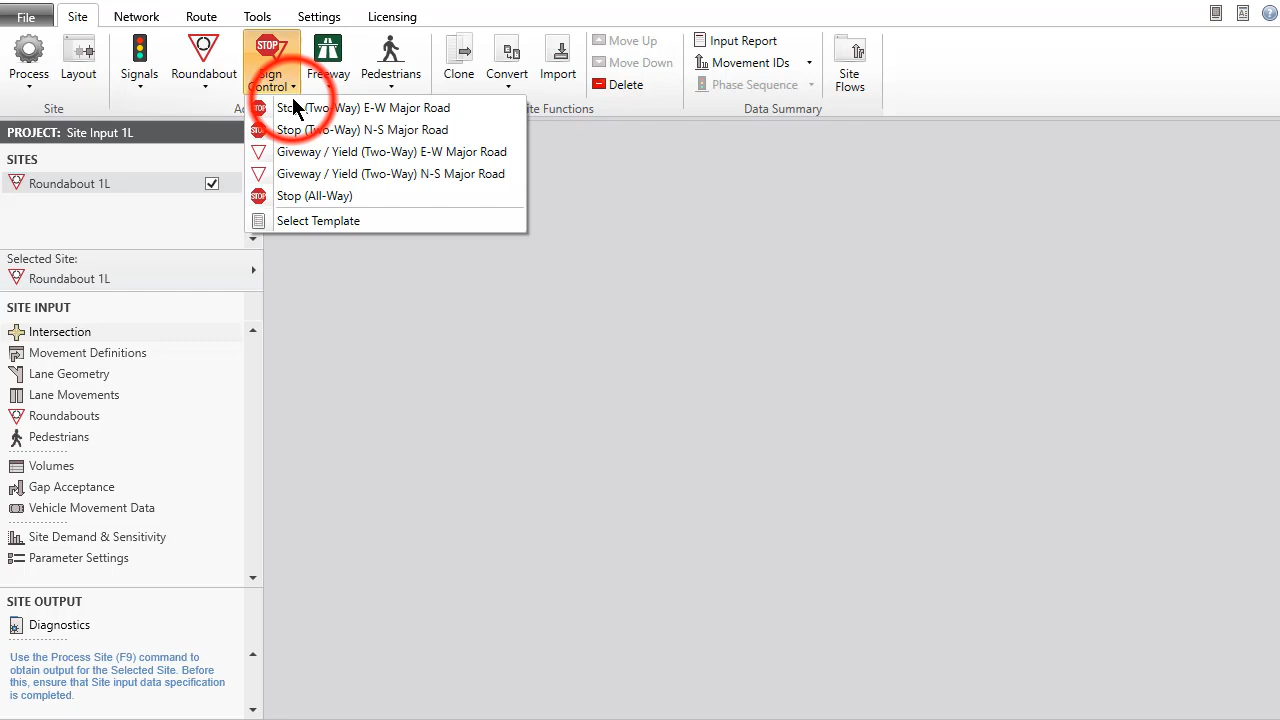 File Site Network Route Tools Settings Licensing
Process Layout Signals Roundabout Sign Control Freeway Pedestrians Clone Convert Import
Move Up
Move Down
Delete
Input Report
Movement IDs
Phase Sequence
Site Flows
Site
Site Functions
Data Summary
STOP
Stop (Two-Way) E-W Major Road
Stop (Two-Way) N-S Major Road
Giveway / Yield (Two-Way) E-W Major Road
Giveway / Yield (Two-Way) N-S Major Road
Stop (All-Way)
Select Template
PROJECT: Site Input 1L
SITES
Roundabout 1L
Selected Site:
Roundabout 1L
SITE INPUT
Intersection
Movement Definitions
Lane Geometry
Lane Movements
Roundabouts
Pedestrians
Volumes
Gap Acceptance
Vehicle Movement Data
Site Demand & Sensitivity
Parameter Settings
SITE OUTPUT
Diagnostics
Use the Process Site (F9) command to
obtain output for the Selected Site. Before
this, ensure that Site input data specification
is completed.